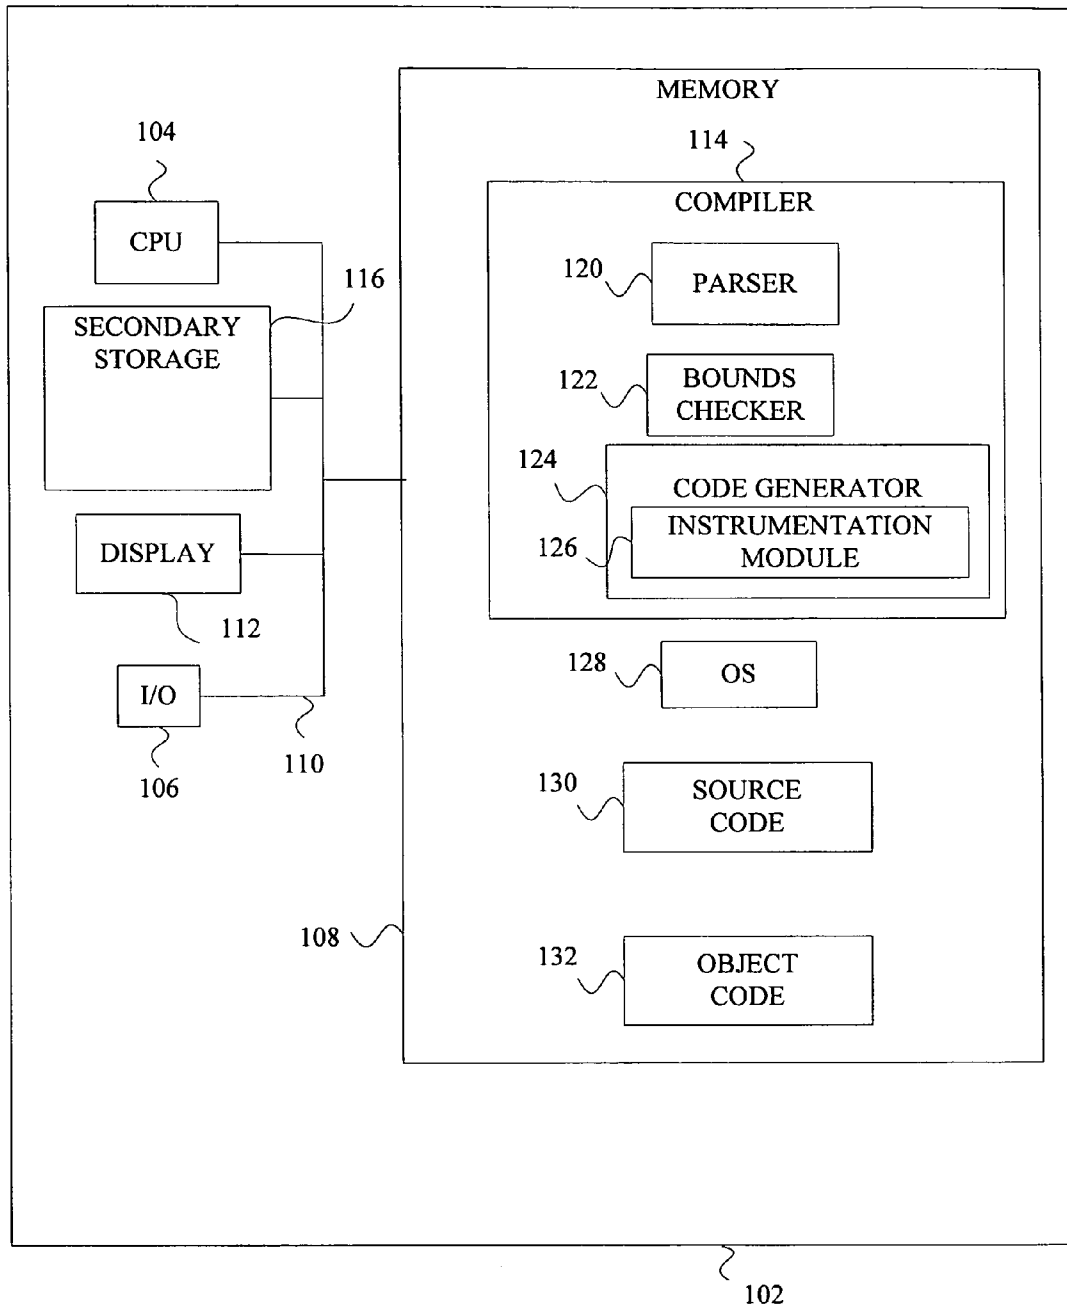 MEMORY
104
114
CPU
COMPILER
116
120
PARSER
SECONDARY
STORAGE
122
BOUNDS
CHECKER
124
CODE GENERATOR
126
INSTRUMENTATION
MODULE
DISPLAY
112
128
OS
I/O
106
110
130
SOURCE
CODE
108
132
OBJECT
CODE
102